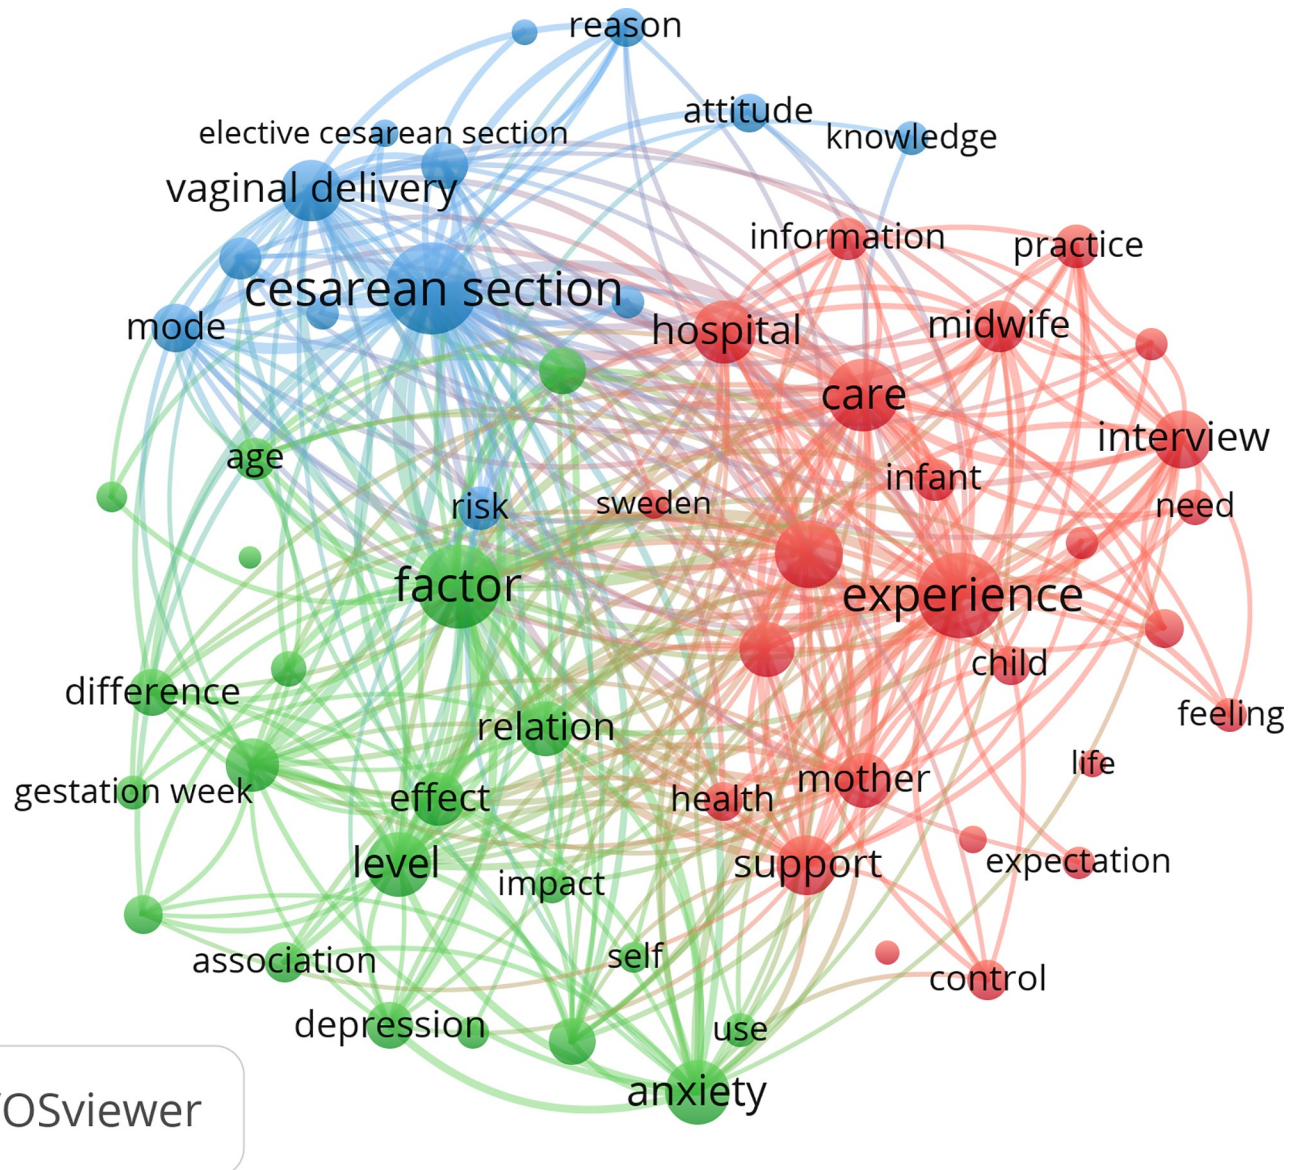 reason
attitude
elective cesarean section
knowledge
vaginal delivery
information
practice
cesarean section
mode
hospital
midwife
care
interview
age
infant
risk
sweden
need
factor
experience
child
difference
feeling
relation
life
gestation week
effect
health
mother
level
impact
support
expectation
association
self
control
depression
use
anxiety
OSviewer